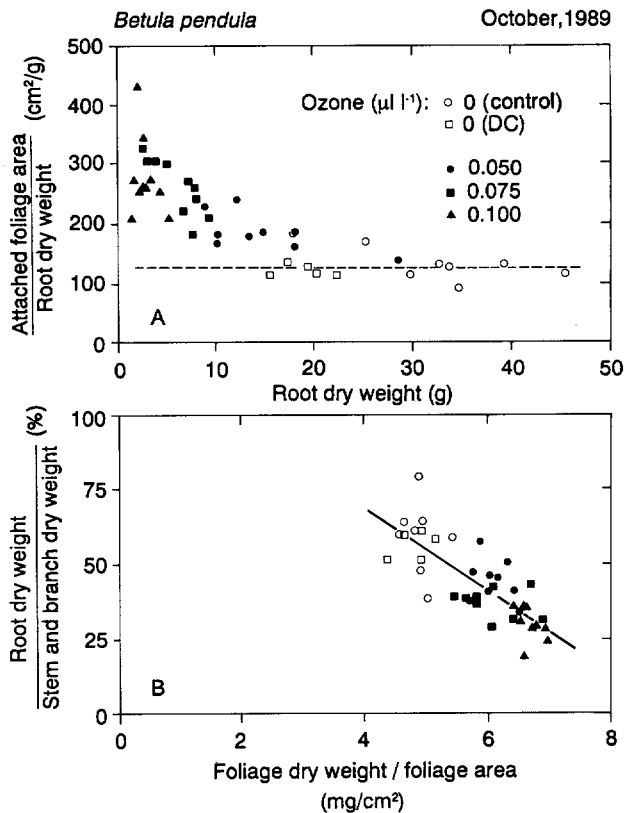 Betula pendula October,1989
Attached foliage area
Root dry weight
(cm²/g)
500
400
300
200
100
0
Ozone (μl l⁻¹): ○ 0 (control)
□ 0 (DC)
● 0.050
■ 0.075
▲ 0.100
A
0 10 20 30 40 50
Root dry weight (g)
Root dry weight
Stem and branch dry weight
(%)
100
75
50
25
0
B
0 2 4 6 8
Foliage dry weight / foliage area
(mg/cm²)